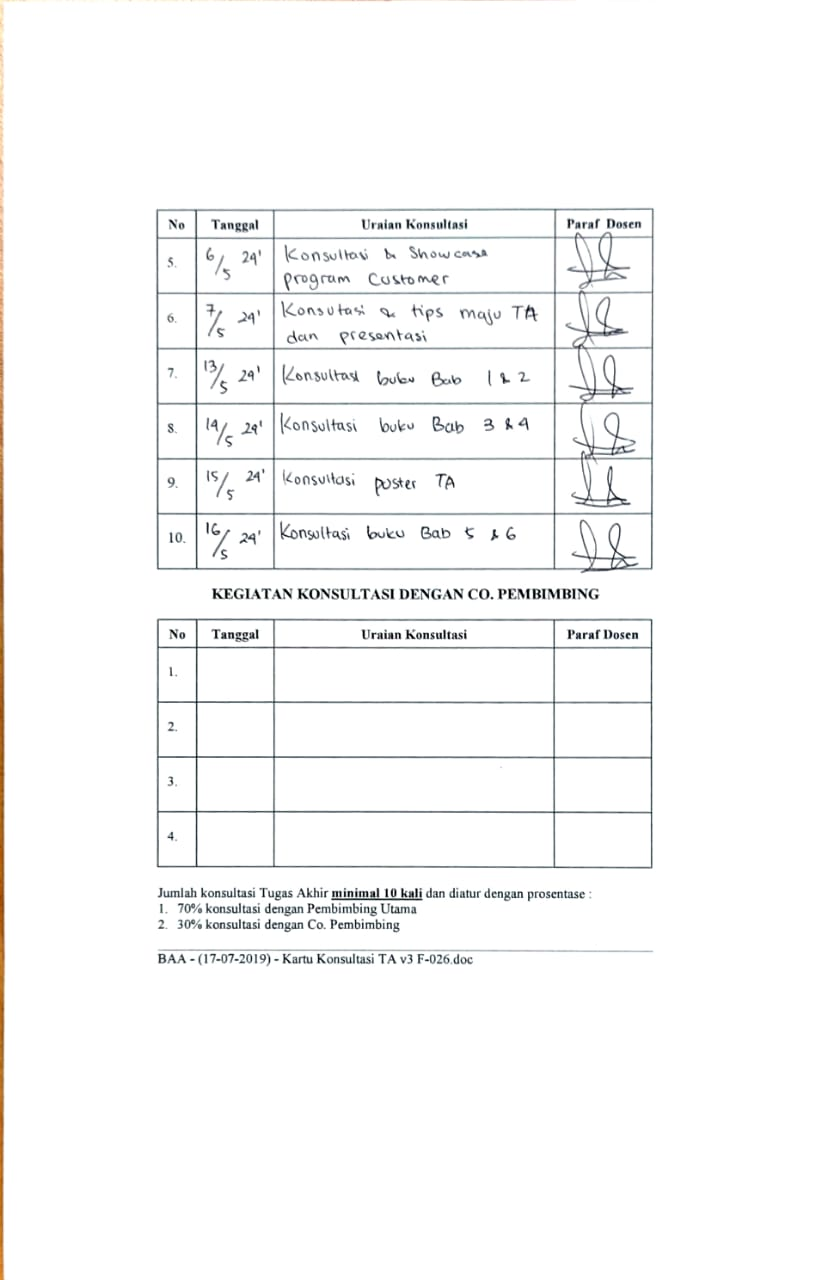 No Tanggal Uraian Konsultasi Paraf Dosen
5. 6/5 24' Konsultasi & Showcase
program Customer
6. 7/5 24' Konsutasi & tips maju TA
dan presentasi
7. 13/5 24' Konsultasi buku Bab 1 & 2
8. 14/5 24' Konsultasi buku Bab 3 & 4
9. 15/5 24' Konsultasi poster TA
10. 16/5 24' Konsultasi buku Bab 5 & 6
KEGIATAN KONSULTASI DENGAN CO. PEMBIMBING
No Tanggal Uraian Konsultasi Paraf Dosen
1.
2.
3.
4.
Jumlah konsultasi Tugas Akhir minimal 10 kali dan diatur dengan prosentase :
1. 70% konsultasi dengan Pembimbing Utama
2. 30% konsultasi dengan Co. Pembimbing
BAA - (17-07-2019) - Kartu Konsultasi TA v3 F-026.doc